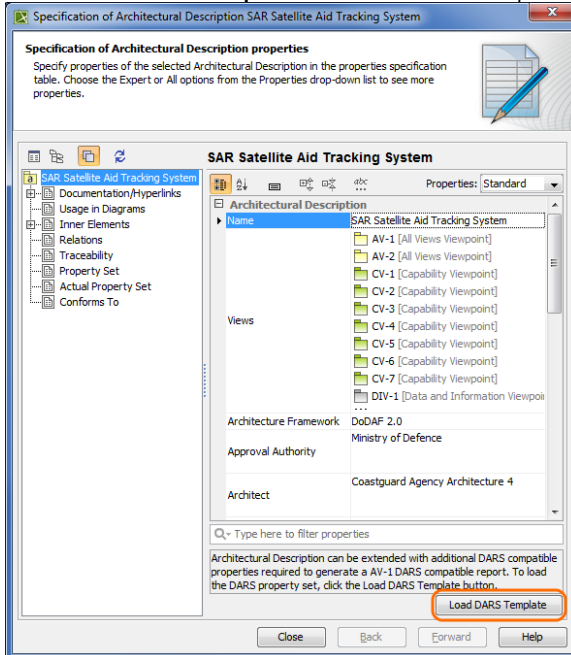 Specification of Architectural Description SAR Satellite Aid Tracking System
Specification of Architectural Description properties
Specify properties of the selected Architectural Description in the properties specification
table. Choose the Expert or All options from the Properties drop-down list to see more
properties.
SAR Satellite Aid Tracking System
Documentation/Hyperlinks
Usage in Diagrams
Inner Elements
Relations
Traceability
Property Set
Actual Property Set
Conforms To
SAR Satellite Aid Tracking System
Properties: Standard
Architectural Description
Name SAR Satellite Aid Tracking System
Views
AV-1 [All Views Viewpoint]
AV-2 [All Views Viewpoint]
CV-1 [Capability Viewpoint]
CV-2 [Capability Viewpoint]
CV-3 [Capability Viewpoint]
CV-4 [Capability Viewpoint]
CV-5 [Capability Viewpoint]
CV-6 [Capability Viewpoint]
CV-7 [Capability Viewpoint]
DIV-1 [Data and Information Viewpoi
...
Architecture Framework DoDAF 2.0
Approval Authority Ministry of Defence
Architect Coastguard Agency Architecture 4
Type here to filter properties
Architectural Description can be extended with additional DARS compatible
properties required to generate a AV-1 DARS compatible report. To load
the DARS property set, click the Load DARS Template button.
Load DARS Template
Close Back Forward Help